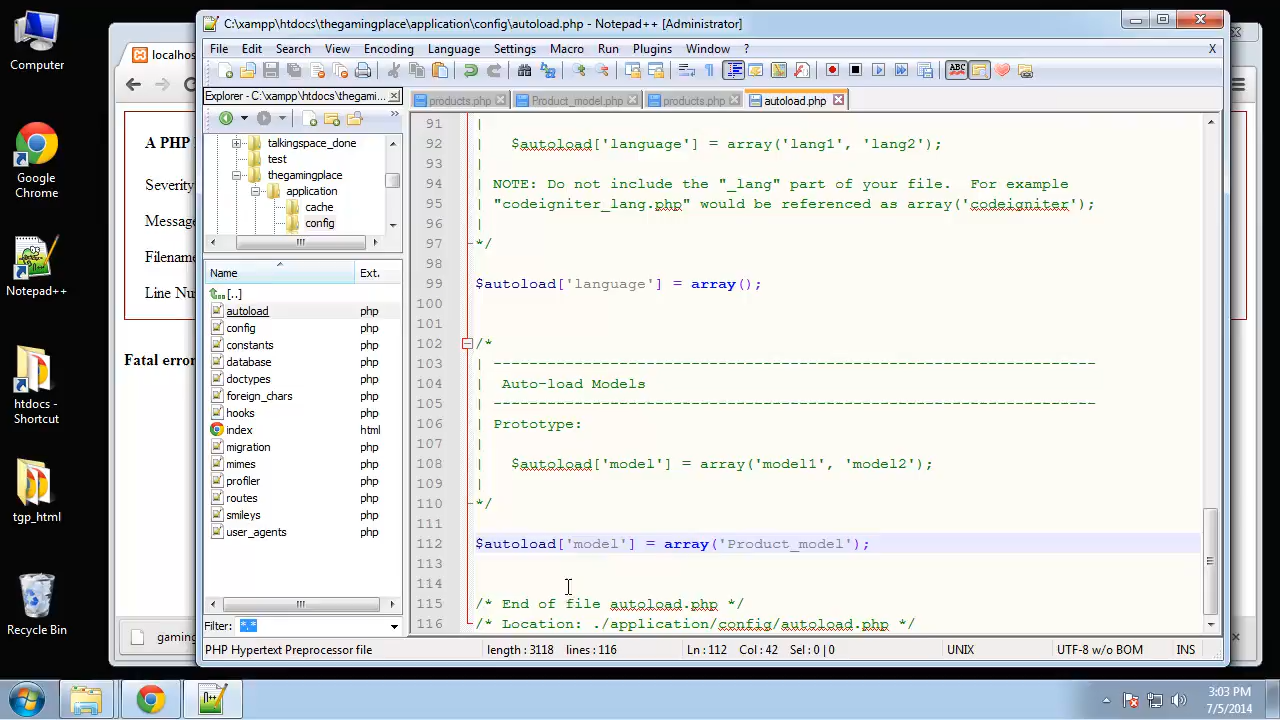 C:\xampp\htdocs\thegamingplace\application\config\autoload.php - Notepad++ [Administrator]
File Edit Search View Encoding Language Settings Macro Run Plugins Window ? X
Explorer - C:\xampp\htdocs\thegami...
products.php Product_model.php products.php autoload.php
talkingspace_done
test
thegamingplace
application
cache
config
Name Ext.
[..]
autoload php
config php
constants php
database php
doctypes php
foreign_chars php
hooks php
index html
migration php
mimes php
profiler php
routes php
smileys php
user_agents php
Filter: *.*
91 |
92 | $autoload['language'] = array('lang1', 'lang2');
93 |
94 | NOTE: Do not include the "_lang" part of your file. For example
95 | "codeigniter_lang.php" would be referenced as array('codeigniter');
96 |
97 */
98
99 $autoload['language'] = array();
100
101
102 /*
103 | -------------------------------------------------------------------
104 | Auto-load Models
105 | -------------------------------------------------------------------
106 | Prototype:
107 |
108 | $autoload['model'] = array('model1', 'model2');
109 |
110 */
111
112 $autoload['model'] = array('Product_model');
113
114
115 /* End of file autoload.php */
116 /* Location: ./application/config/autoload.php */
PHP Hypertext Preprocessor file length : 3118 lines : 116 Ln : 112 Col : 42 Sel : 0 | 0 UNIX UTF-8 w/o BOM INS
Computer
Google
Chrome
Notepad++
htdocs -
Shortcut
tgp_html
Recycle Bin
localhos
A PHP
Severity
Message
Filename
Line Nu
Fatal error
gaming
3:03 PM
7/5/2014